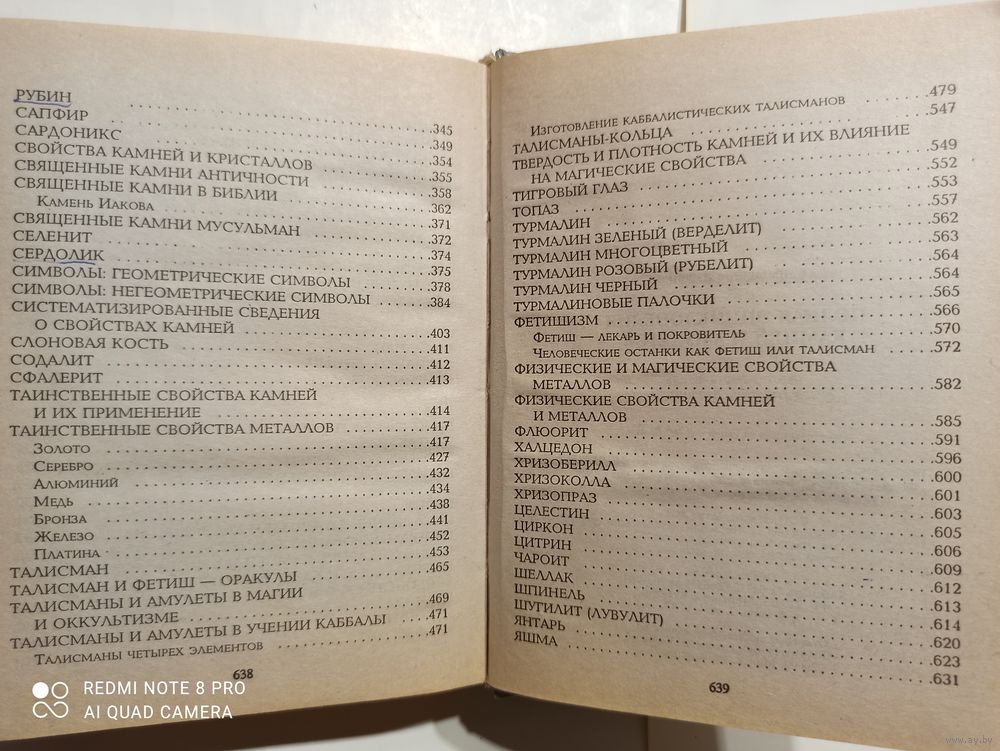 РУБИН . . . . . 345
САПФИР . . . . . 349
САРДОНИКС . . . . . 354
СВОЙСТВА КАМНЕЙ И КРИСТАЛЛОВ . . . . . 355
СВЯЩЕННЫЕ КАМНИ АНТИЧНОСТИ . . . . . 358
СВЯЩЕННЫЕ КАМНИ В БИБЛИИ . . . . . 362
Камень Иакова . . . . . 371
СВЯЩЕННЫЕ КАМНИ МУСУЛЬМАН . . . . . 372
СЕЛЕНИТ . . . . . 374
СЕРДОЛИК . . . . . 375
СИМВОЛЫ: ГЕОМЕТРИЧЕСКИЕ СИМВОЛЫ . . . . . 378
СИМВОЛЫ: НЕГЕОМЕТРИЧЕСКИЕ СИМВОЛЫ . . . . . 384
СИСТЕМАТИЗИРОВАННЫЕ СВЕДЕНИЯ
О СВОЙСТВАХ КАМНЕЙ . . . . . 403
СЛОНОВАЯ КОСТЬ . . . . . 411
СОДАЛИТ . . . . . 412
СФАЛЕРИТ . . . . . 413
ТАИНСТВЕННЫЕ СВОЙСТВА КАМНЕЙ
И ИХ ПРИМЕНЕНИЕ . . . . . 414
ТАИНСТВЕННЫЕ СВОЙСТВА МЕТАЛЛОВ . . . . . 417
Золото . . . . . 417
Серебро . . . . . 427
Алюминий . . . . . 432
Медь . . . . . 434
Бронза . . . . . 438
Железо . . . . . 441
Платина . . . . . 452
ТАЛИСМАН . . . . . 453
ТАЛИСМАН И ФЕТИШ — ОРАКУЛЫ . . . . . 465
ТАЛИСМАНЫ И АМУЛЕТЫ В МАГИИ
И ОККУЛЬТИЗМЕ . . . . . 469
ТАЛИСМАНЫ И АМУЛЕТЫ В УЧЕНИИ КАББАЛЫ . . . . . 471
Талисманы четырех элементов . . . . . 471
638
Изготовление каббалистических талисманов . . . . . 479
ТАЛИСМАНЫ-КОЛЬЦА . . . . . 547
ТВЕРДОСТЬ И ПЛОТНОСТЬ КАМНЕЙ И ИХ ВЛИЯНИЕ
НА МАГИЧЕСКИЕ СВОЙСТВА . . . . . 549
ТИГРОВЫЙ ГЛАЗ . . . . . 552
ТОПАЗ . . . . . 553
ТУРМАЛИН . . . . . 557
ТУРМАЛИН ЗЕЛЕНЫЙ (ВЕРДЕЛИТ) . . . . . 562
ТУРМАЛИН МНОГОЦВЕТНЫЙ . . . . . 563
ТУРМАЛИН РОЗОВЫЙ (РУБЕЛИТ) . . . . . 564
ТУРМАЛИН ЧЕРНЫЙ . . . . . 564
ТУРМАЛИНОВЫЕ ПАЛОЧКИ . . . . . 565
ФЕТИШИЗМ . . . . . 566
Фетиш — лекарь и покровитель . . . . . 570
Человеческие останки как фетиш или талисман . . . . . 572
ФИЗИЧЕСКИЕ И МАГИЧЕСКИЕ СВОЙСТВА
МЕТАЛЛОВ . . . . . 582
ФИЗИЧЕСКИЕ СВОЙСТВА КАМНЕЙ
И МЕТАЛЛОВ . . . . . 585
ФЛЮОРИТ . . . . . 591
ХАЛЦЕДОН . . . . . 596
ХРИЗОБЕРИЛЛ . . . . . 600
ХРИЗОКОЛЛА . . . . . 601
ХРИЗОПРАЗ . . . . . 603
ЦЕЛЕСТИН . . . . . 605
ЦИРКОН . . . . . 606
ЦИТРИН . . . . . 609
ЧАРОИТ . . . . . 612
ШЕЛЛАК . . . . . 613
ШПИНЕЛЬ . . . . . 614
ШУГИЛИТ (ЛУВУЛИТ) . . . . . 620
ЯНТАРЬ . . . . . 623
ЯШМА . . . . . 631
639
REDMI NOTE 8 PRO
AI QUAD CAMERA
www.ay.by